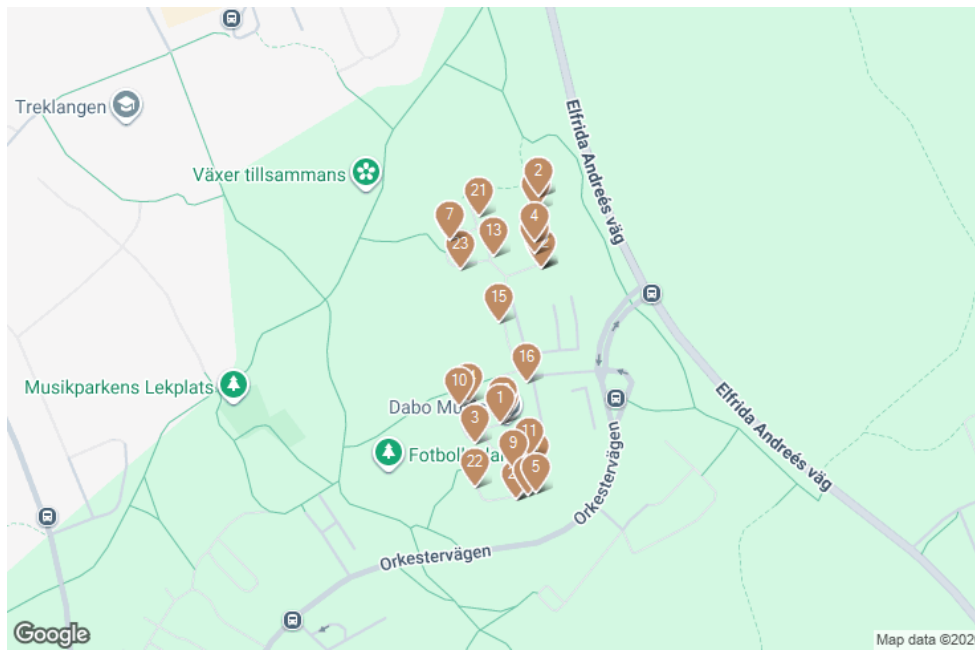 Treklangen
Elfrida Andreés väg
Växer tillsammans
2
21
7
4
13
23
15
16
Musikparkens Lekplats
10
1
Dabo
3
11
9
22
5
Orkestervägen
Elfrida Andreés väg
Orkestervägen
Google
Map data